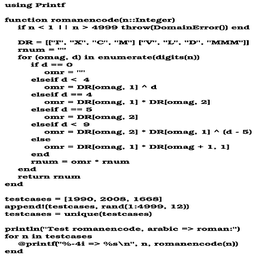 using Printf
function romanencode(n::Integer)
if n < 1 || n > 4999 throw(DomainError()) end
DR = [["I", "X", "C", "M"] ["V", "L", "D", "MMM"]]
rnum = ""
for (omag, d) in enumerate(digits(n))
if d == 0
omr = ""
elseif d < 4
omr = DR[omag, 1] ^ d
elseif d == 4
omr = DR[omag, 1] * DR[omag, 2]
elseif d == 5
omr = DR[omag, 2]
elseif d < 9
omr = DR[omag, 2] * DR[omag, 1] ^ (d - 5)
else
omr = DR[omag, 1] * DR[omag + 1, 1]
end
rnum = omr * rnum
end
return rnum
end
testcases = [1990, 2008, 1668]
append!(testcases, rand(1:4999, 12))
testcases = unique(testcases)
println("Test romanencode, arabic => roman:")
for n in testcases
@printf("%-4i => %s\n", n, romanencode(n))
end